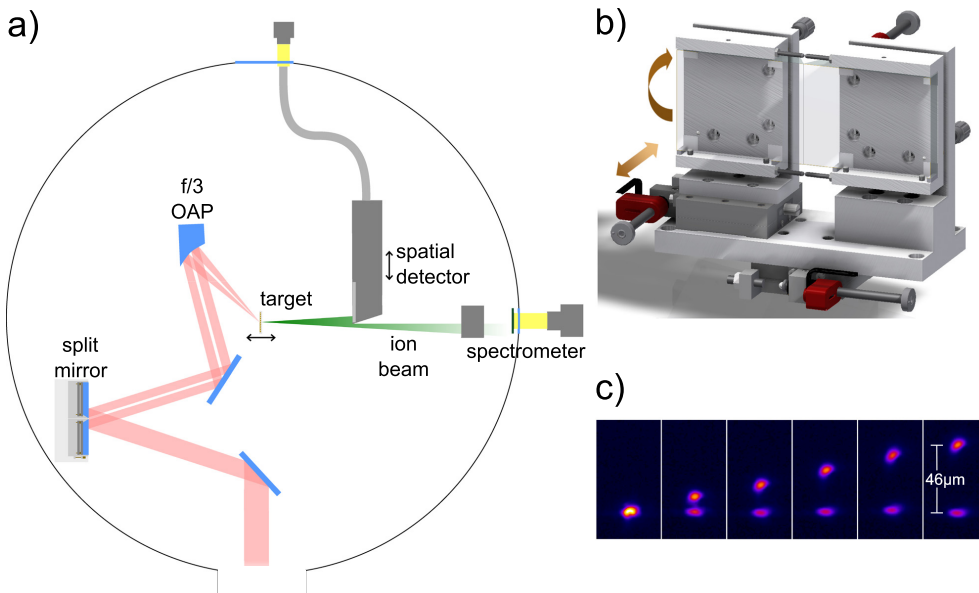 a)
f/3
OAP
target
spatial
detector
split
mirror
ion
beam
spectrometer
b)
c)
46μm